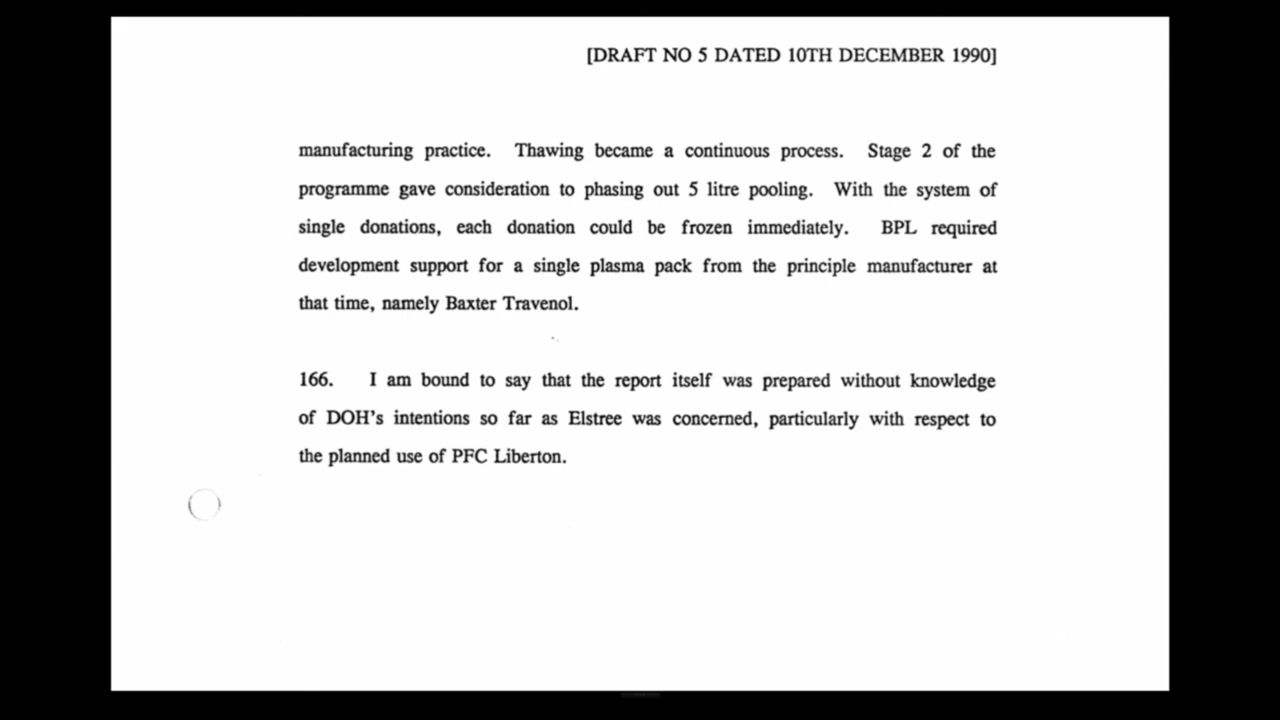 [DRAFT NO 5 DATED 10TH DECEMBER 1990]
manufacturing practice. Thawing became a continuous process. Stage 2 of the
programme gave consideration to phasing out 5 litre pooling. With the system of
single donations, each donation could be frozen immediately. BPL required
development support for a single plasma pack from the principle manufacturer at
that time, namely Baxter Travenol.
166. I am bound to say that the report itself was prepared without knowledge
of DOH's intentions so far as Elstree was concerned, particularly with respect to
the planned use of PFC Liberton.